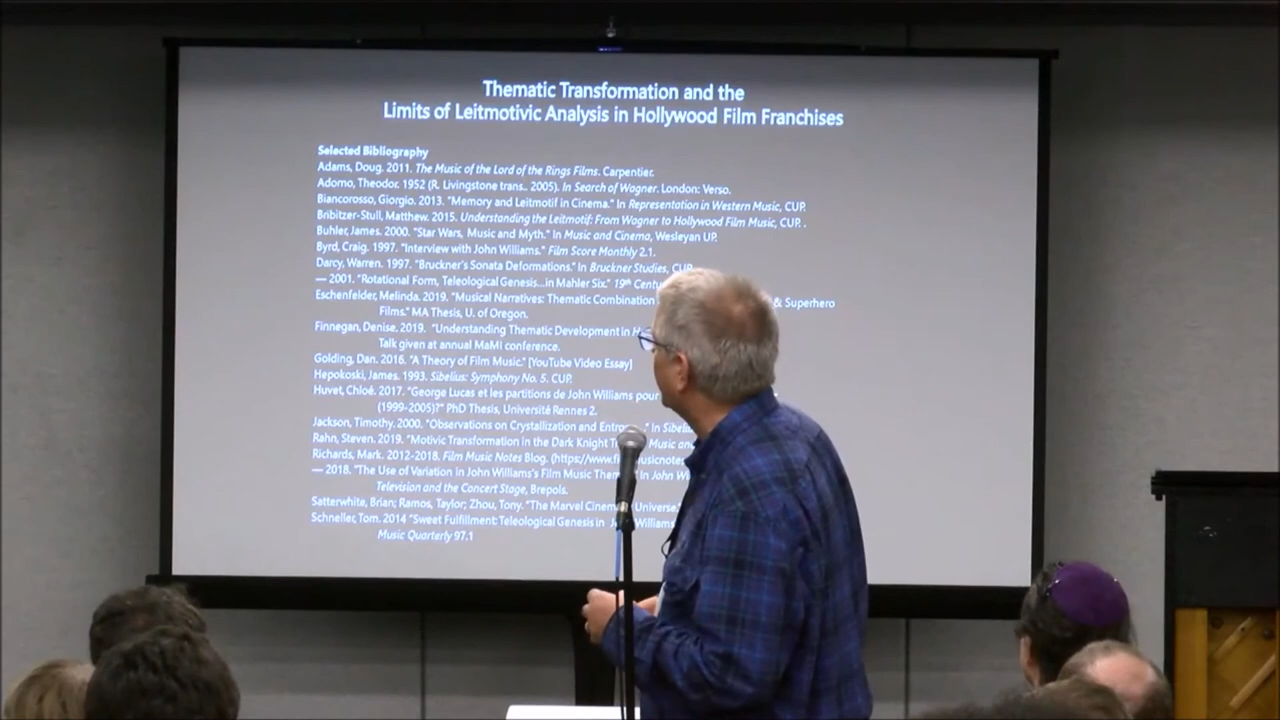 Thematic Transformation and the
Limits of Leitmotivic Analysis in Hollywood Film Franchises
Selected Bibliography
Adams, Doug. 2011. The Music of the Lord of the Rings Films. Carpentier.
Adorno, Theodor. 1952 (R. Livingstone trans.. 2005). In Search of Wagner. London: Verso.
Biancorosso, Giorgio. 2013. "Memory and Leitmotif in Cinema." In Representation in Western Music, CUP.
Bribitzer-Stull, Matthew. 2015. Understanding the Leitmotif: From Wagner to Hollywood Film Music, CUP. .
Buhler, James. 2000. "Star Wars, Music and Myth." In Music and Cinema, Wesleyan UP.
Byrd, Craig. 1997. "Interview with John Williams." Film Score Monthly 2.1.
Darcy, Warren. 1997. "Bruckner's Sonata Deformations." In Bruckner Studies, CUP.
— 2001. "Rotational Form, Teleological Genesis...in Mahler Six." 19th
Eschenfelder, Melinda. 2019. "Musical Narratives: Thematic Combination & Superhero
Films." MA Thesis, U. of Oregon.
Finnegan, Denise. 2019. "Understanding Thematic Development in
Talk given at annual MaMI conference.
Golding, Dan. 2016. "A Theory of Film Music." [YouTube Video Essay]
Hepokoski, James. 1993. Sibelius: Symphony No. 5. CUP.
Huvet, Chloé. 2017. "George Lucas et les partitions de John Williams pour
(1999-2005)?" PhD Thesis, Université Rennes 2.
Jackson, Timothy. 2000. "Observations on Crystallization and In
Rahn, Steven. 2019. "Motivic Transformation in the Dark Knight Music
Richards, Mark. 2012-2018. Film Music Notes Blog. (https://www.
— 2018. "The Use of Variation in John Williams's Film Music In John
Television and the Concert Stage, Brepols.
Satterwhite, Brian; Ramos, Taylor; Zhou, Tony. "The Marvel Universe."
Schneller, Tom. 2014 "Sweet Fulfillment: Teleological Genesis in Williams
Music Quarterly 97.1